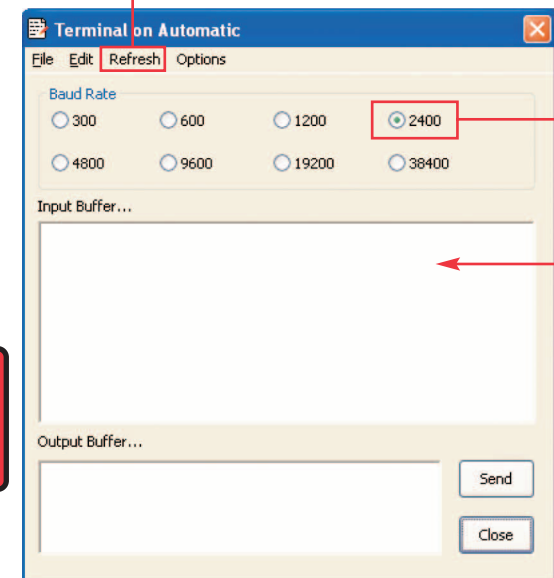 Terminal on Automatic
File Edit Refresh Options
Baud Rate
300 600 1200 2400
4800 9600 19200 38400
Input Buffer...
Output Buffer...
Send
Close